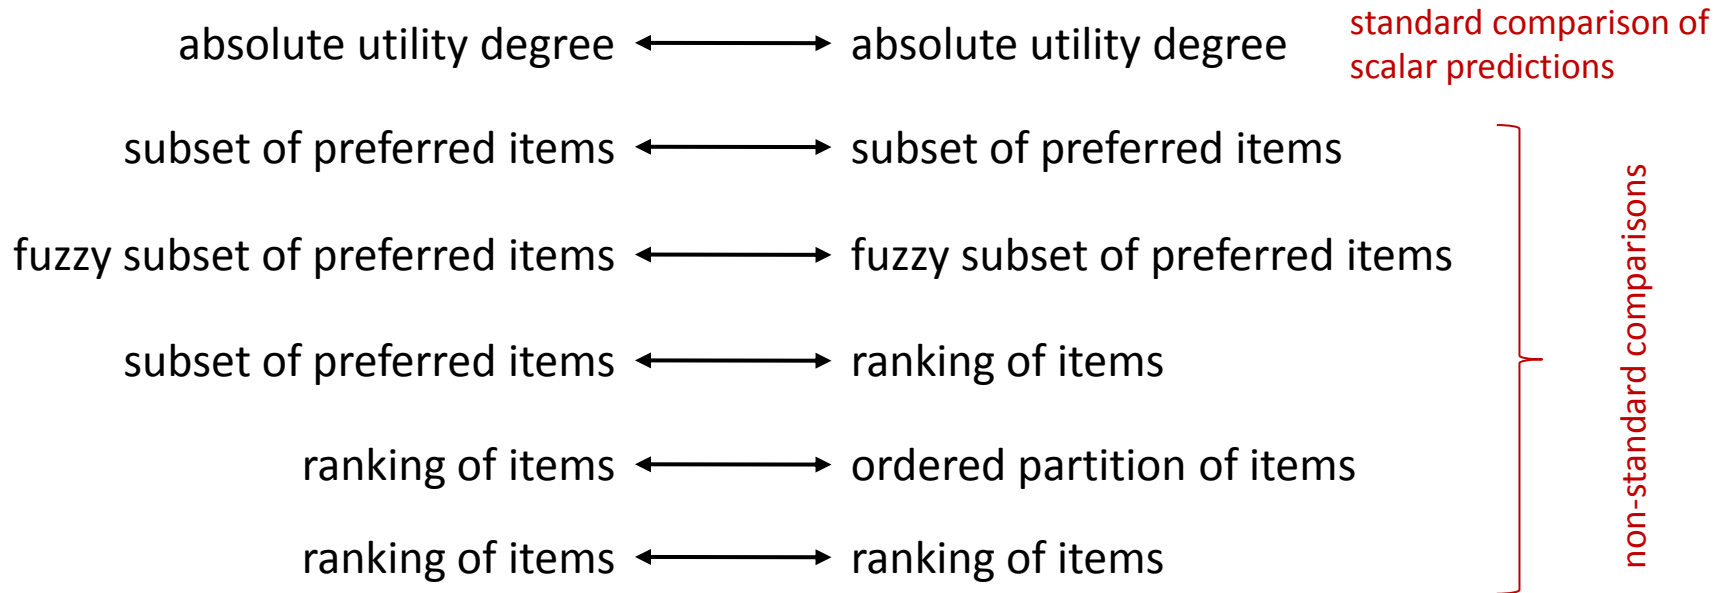 absolute utility degree absolute utility degree
standard comparison of
scalar predictions
subset of preferred items subset of preferred items
fuzzy subset of preferred items fuzzy subset of preferred items
subset of preferred items ranking of items
ranking of items ordered partition of items
ranking of items ranking of items
non-standard comparisons